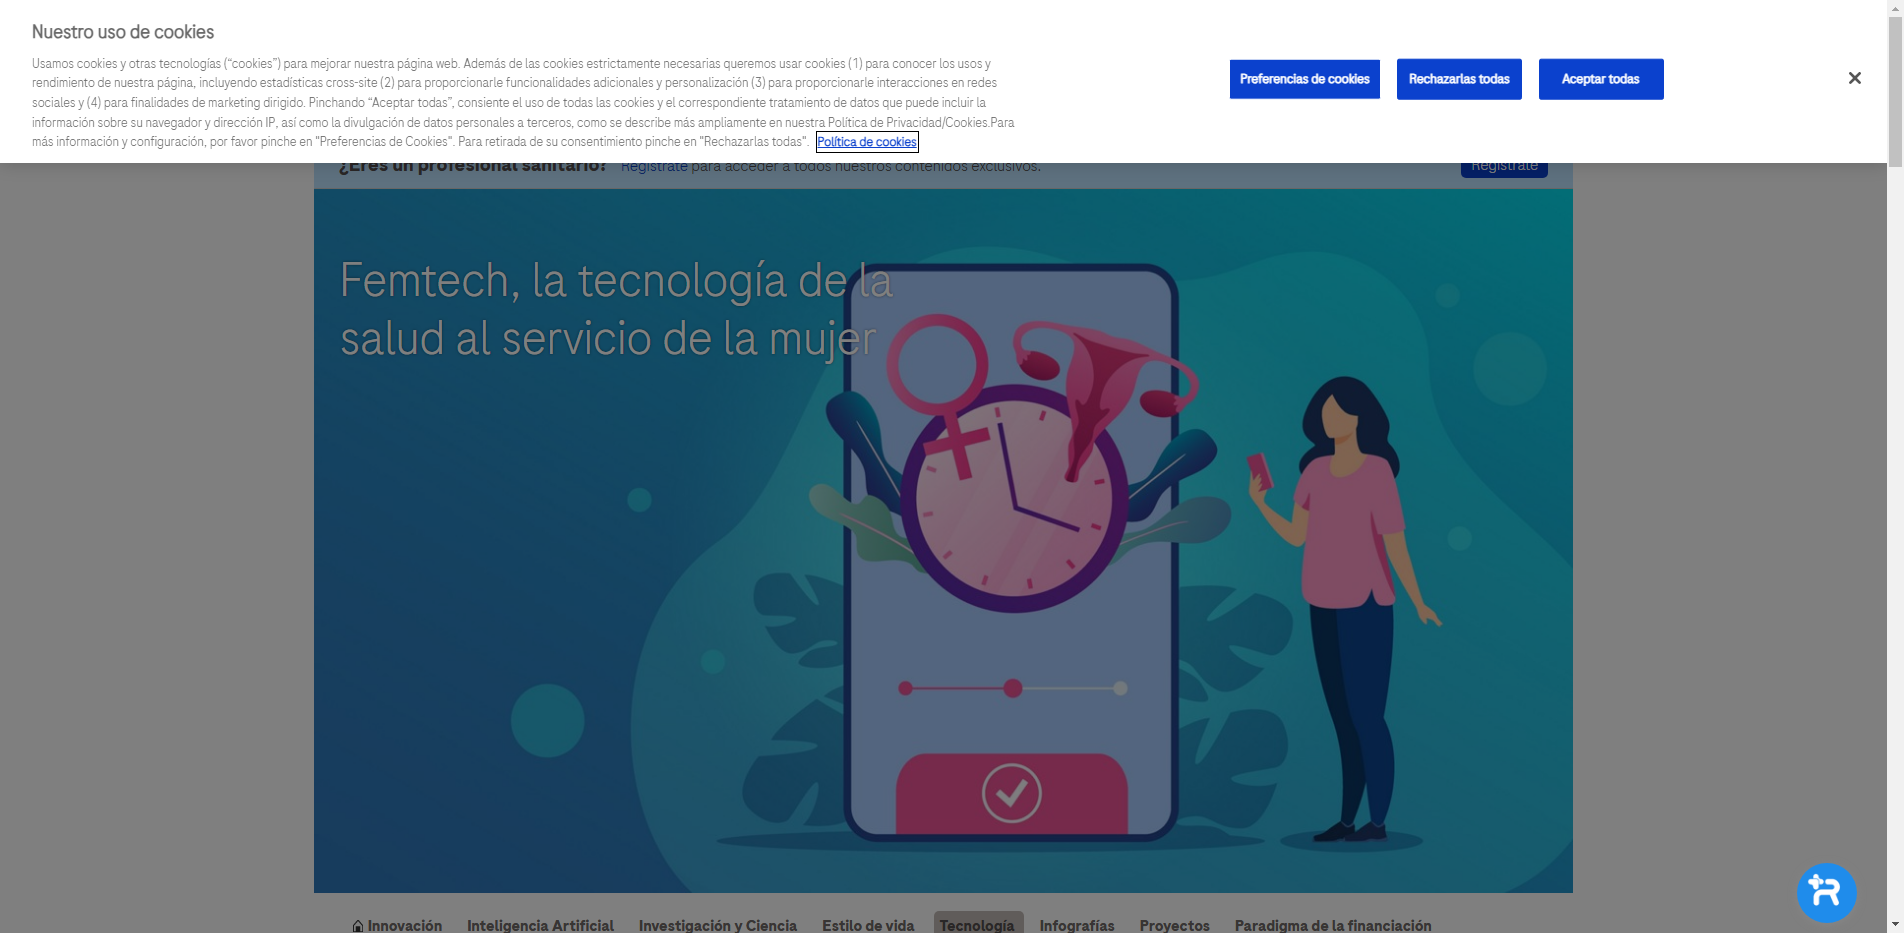 Nuestro uso de cookies
Usamos cookies y otras tecnologías (“cookies”) para mejorar nuestra página web. Además de las cookies estrictamente necesarias queremos usar cookies (1) para conocer los usos y
rendimiento de nuestra página, incluyendo estadísticas cross-site (2) para proporcionarle funcionalidades adicionales y personalización (3) para proporcionarle interacciones en redes
sociales y (4) para finalidades de marketing dirigido. Pinchando “Aceptar todas”, consiente el uso de todas las cookies y el correspondiente tratamiento de datos que puede incluir la
información sobre su navegador y dirección IP, así como la divulgación de datos personales a terceros, como se describe más ampliamente en nuestra Política de Privacidad/Cookies.Para
más información y configuración, por favor pinche en "Preferencias de Cookies". Para retirada de su consentimiento pinche en "Rechazarlas todas". Política de cookies
Preferencias de cookies Rechazarlas todas Aceptar todas
¿Eres un profesional sanitario? Regístrate para acceder a todos nuestros contenidos exclusivos. Regístrate
Femtech, la tecnología de la
salud al servicio de la mujer
Innovación Inteligencia Artificial Investigación y Ciencia Estilo de vida Tecnología Infografías Proyectos Paradigma de la financiación